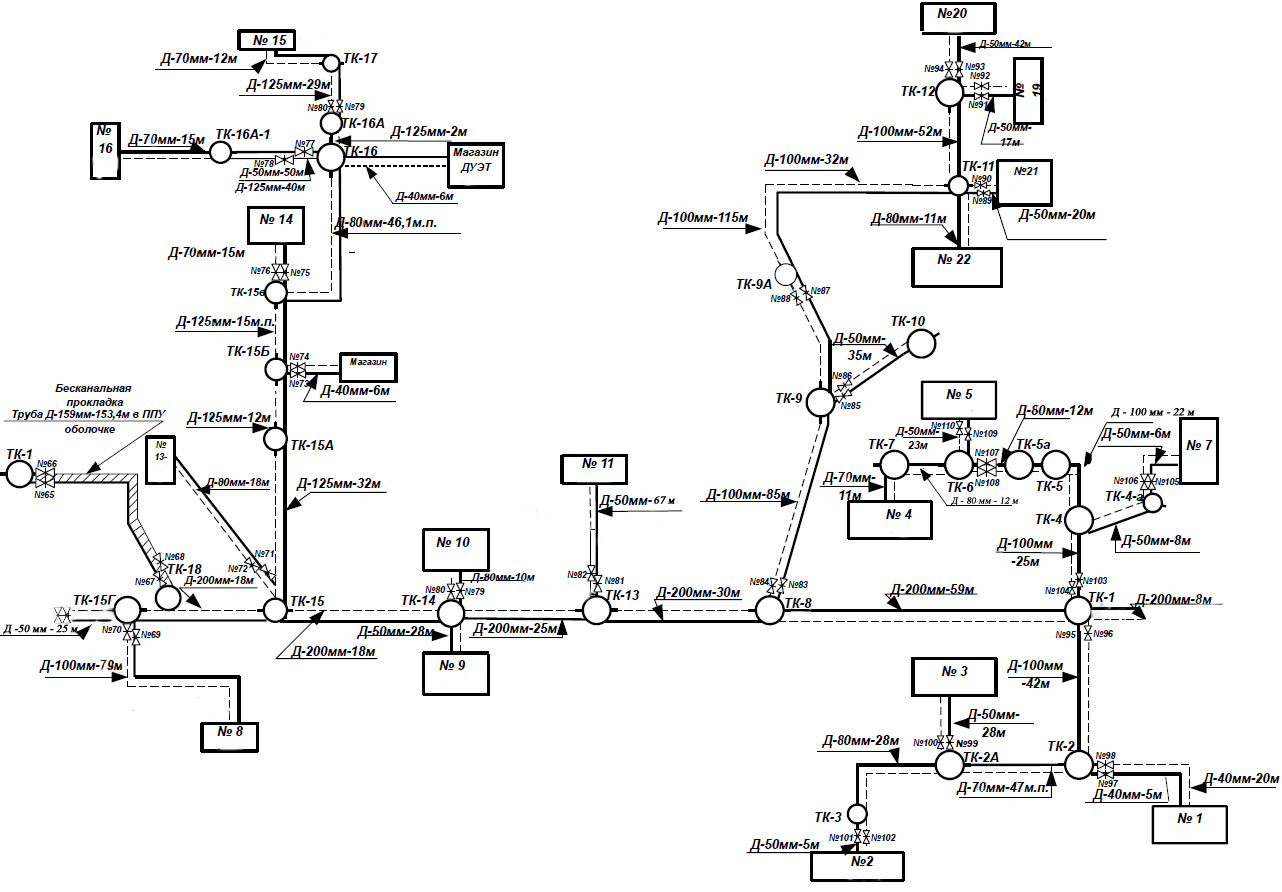 №20
Д-50мм-42м
№ 15
ТК-17
Д-70мм-12м
№94
№93
№92
ТК-12
№91
№
19
Д-125мм-29м
№80
№79
ТК-16А
Д-50мм-
17м
№
16
Д-70мм-15м
ТК-16А-1
Д-125мм-2м
Д-100мм-52м
№77
ТК-16
Магазин
ДУЭТ
№78
Д-50мм-50м
Д-125мм-40м
Д-40мм-6м
Д-100мм-32м
ТК-11
№90
№89
№21
Д-50мм-20м
№ 14
Д-80мм-46,1м.п.
Д-100мм-115м
Д-80мм-11м
Д-70мм-15м
№ 22
№76
№75
ТК-9А
№87
№88
ТК-15в
Д-125мм-15м.п.
ТК-10
Д-50мм-
35м
ТК-15Б
№74
№73
Магазин
Д-40мм-6м
№86
№85
ТК-9
Бесканальная
прокладка
Труба Д-159мм-153,4м в ППУ
оболочке
Д-125мм-12м
ТК-15А
№ 5
Д-80мм-12м
Д - 100 мм - 22 м
№110
№109
Д-50мм-
23м
Д-50мм-6м
№ 7
ТК-1
№66
№65
№
13-
Д-80мм-18м
Д-125мм-32м
№ 11
Д-50мм-67 м
ТК-7
№107
№108
ТК-6
ТК-5а
ТК-5
№106
№105
ТК-4-а
Д-70мм-
11м
Д - 80 мм - 12 м
№ 4
Д-100мм-85м
ТК-4
Д-50мм-8м
Д-100мм
-25м
№ 10
№68
№67
ТК-18
№71
№72
Д-200мм-18м
Д-80мм-10м
№80
№79
№82
№81
№84
№83
№103
№104
ТК-15Г
ТК-15
ТК-14
ТК-13
Д-200мм-30м
ТК-8
Д-200мм-59м
ТК-1
Д-200мм-8м
Д -50 мм - 25 м
№70
№69
Д-50мм-28м
Д-200мм-25м
Д-200мм-18м
№95
№96
Д-100мм-79м
№ 9
№ 3
Д-100мм
-42м
№ 8
Д-50мм-
28м
№100
№99
Д-80мм-28м
ТК-2А
ТК-2
№98
№97
Д-70мм-47м.п.
Д-40мм-5м
Д-40мм-20м
ТК-3
№ 1
№101
№102
Д-50мм-5м
№2